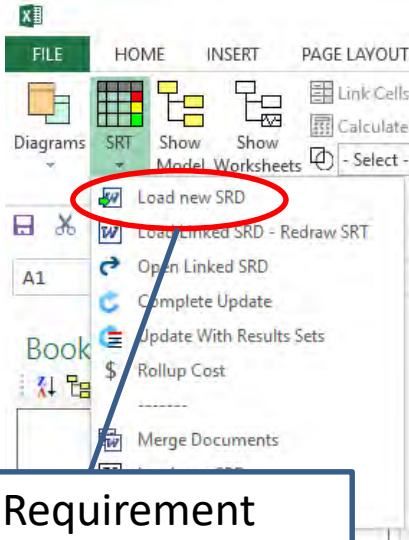 FILE HOME INSERT PAGE LAYOUT
Link Cells
Calculate
Diagrams SRT Show Show - Select -
Model Worksheets
Load new SRD
Load Linked SRD - Redraw SRT
A1 Open Linked SRD
Complete Update
Book Update With Results Sets
$ Rollup Cost
-------
Merge Documents
Requirement